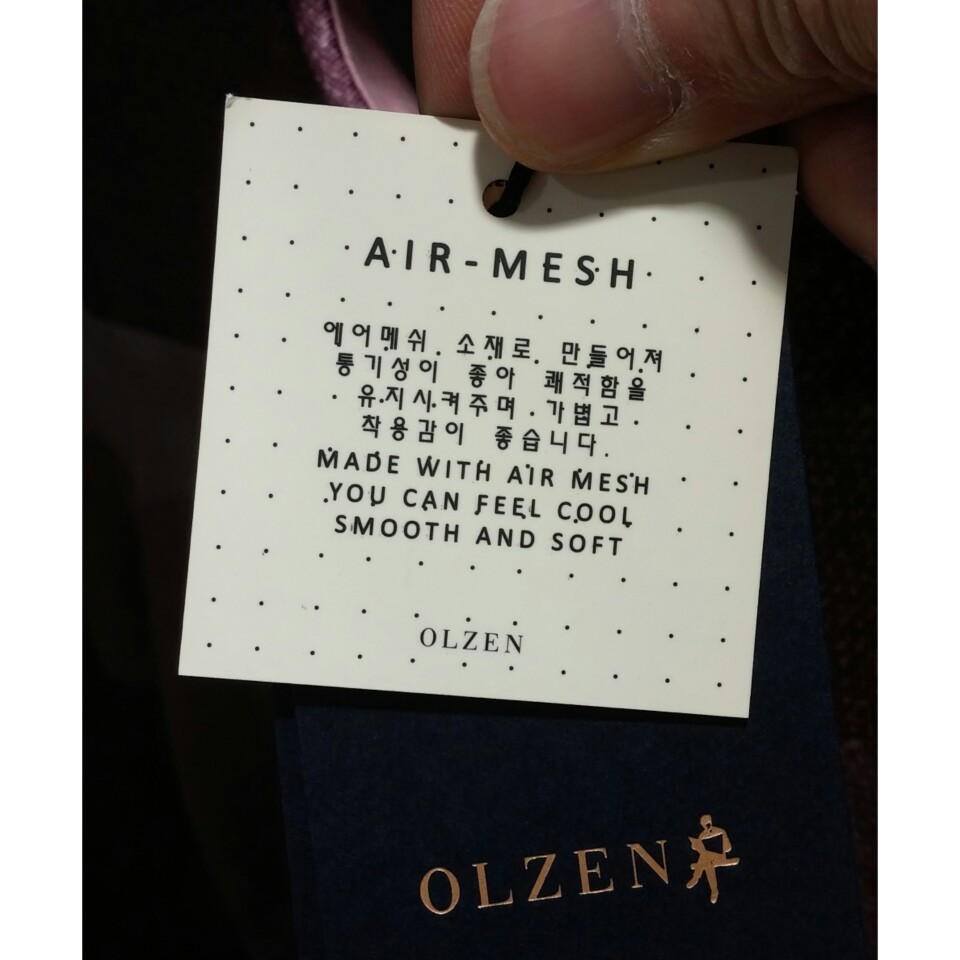 AIR-MESH
에어메쉬 소재로 만들어져
통기성이 좋아 쾌적함을
유지시켜주며 가볍고
착용감이 좋습니다.
MADE WITH AIR MESH
YOU CAN FEEL COOL
SMOOTH AND SOFT
OLZEN
OLZEN